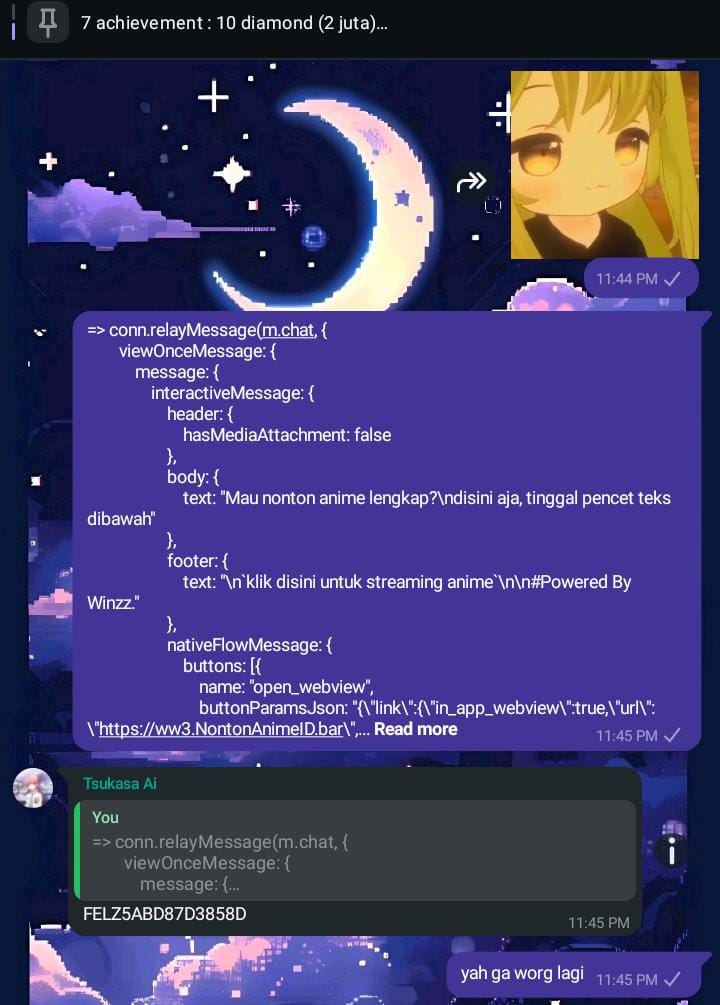 7 achievement : 10 diamond (2 juta)...
11:44 PM
=> conn.relayMessage(m.chat, {
viewOnceMessage: {
message: {
interactiveMessage: {
header: {
hasMediaAttachment: false
},
body: {
text: "Mau nonton anime lengkap?\ndisini aja, tinggal pencet teks
dibawah"
},
footer: {
text: "\n`klik disini untuk streaming anime`\n\n#Powered By
Winzz."
},
nativeFlowMessage: {
buttons: [{
name: "open_webview",
buttonParamsJson: "{\"link\":{\"in_app_webview\":true,\"url\":
\"https://ww3.NontonAnimeID.bar\",... Read more
11:45 PM
Tsukasa Ai
You
=> conn.relayMessage(m.chat, {
viewOnceMessage: {
message: {...
FELZ5ABD87D3858D
11:45 PM
yah ga worg lagi
11:45 PM